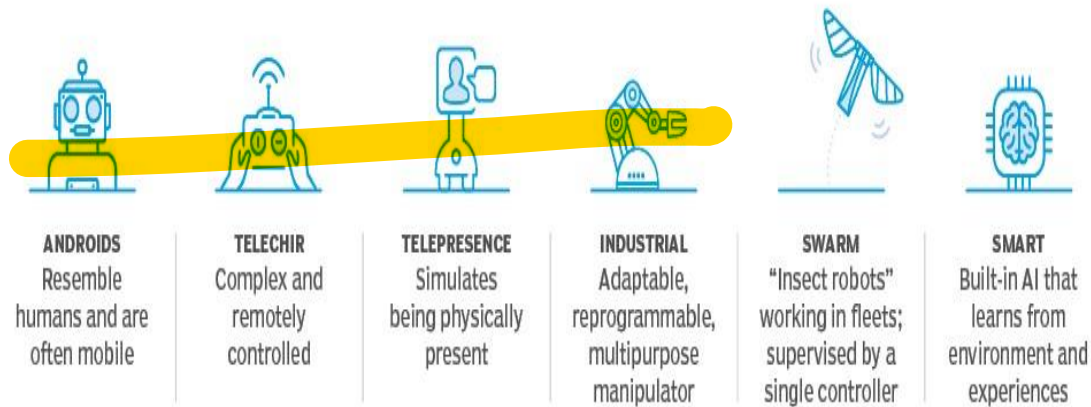 ANDROIDS
Resemble
humans and are
often mobile
TELECHIR
Complex and
remotely
controlled
TELEPRESENCE
Simulates
being physically
present
INDUSTRIAL
Adaptable,
reprogrammable,
multipurpose
manipulator
SWARM
“Insect robots”
working in fleets;
supervised by a
single controller
SMART
Built-in AI that
learns from
environment and
experiences